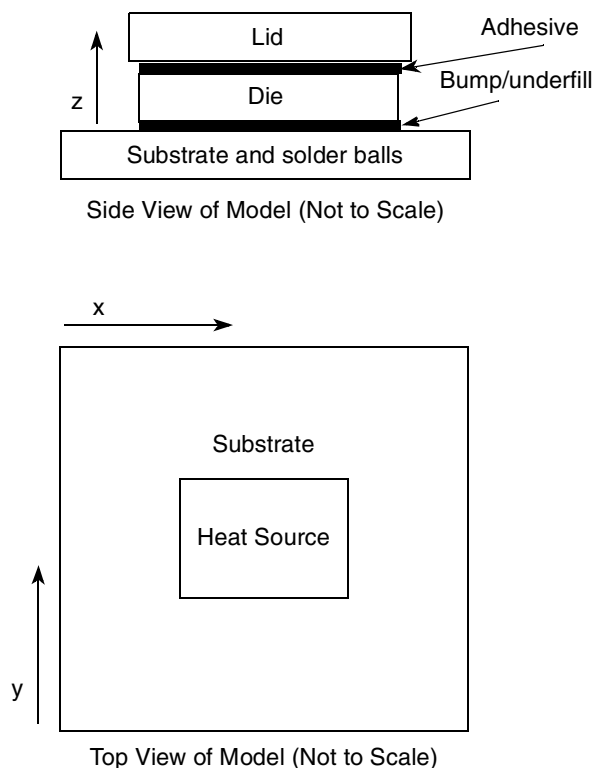 Lid
Adhesive
z
Die
Bump/underfill
Substrate and solder balls
Side View of Model (Not to Scale)
x
Substrate
Heat Source
y
Top View of Model (Not to Scale)